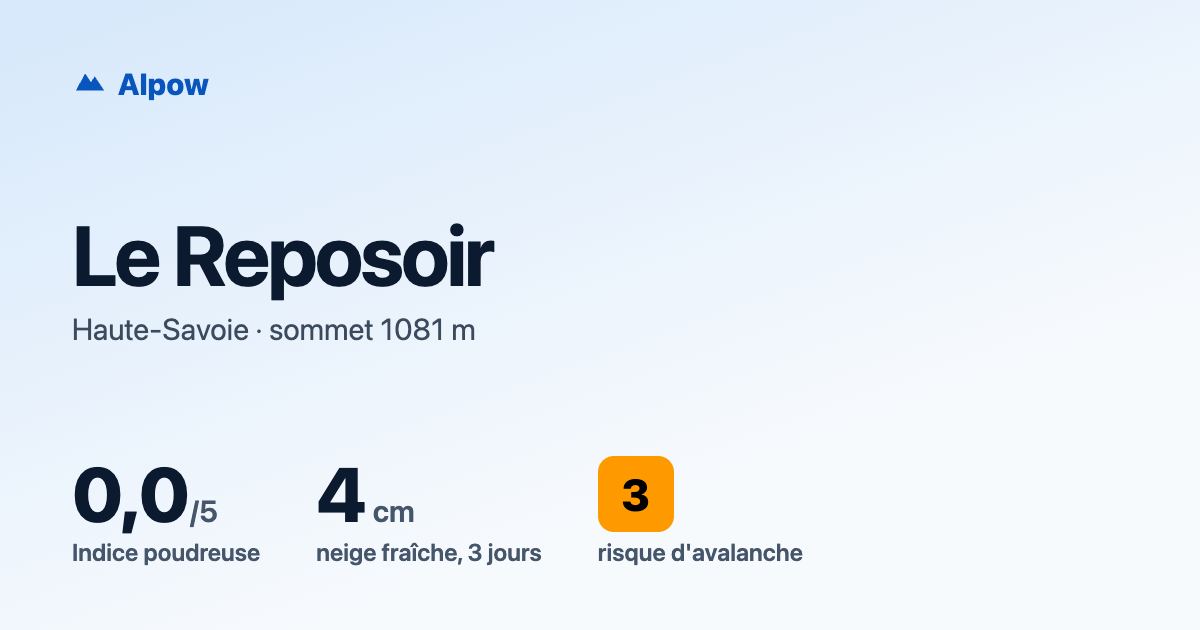 Alpow
Le Reposoir
Haute-Savoie · sommet 1081 m
0,0/5
Indice poudreuse
4 cm
neige fraîche, 3 jours
3
risque d'avalanche